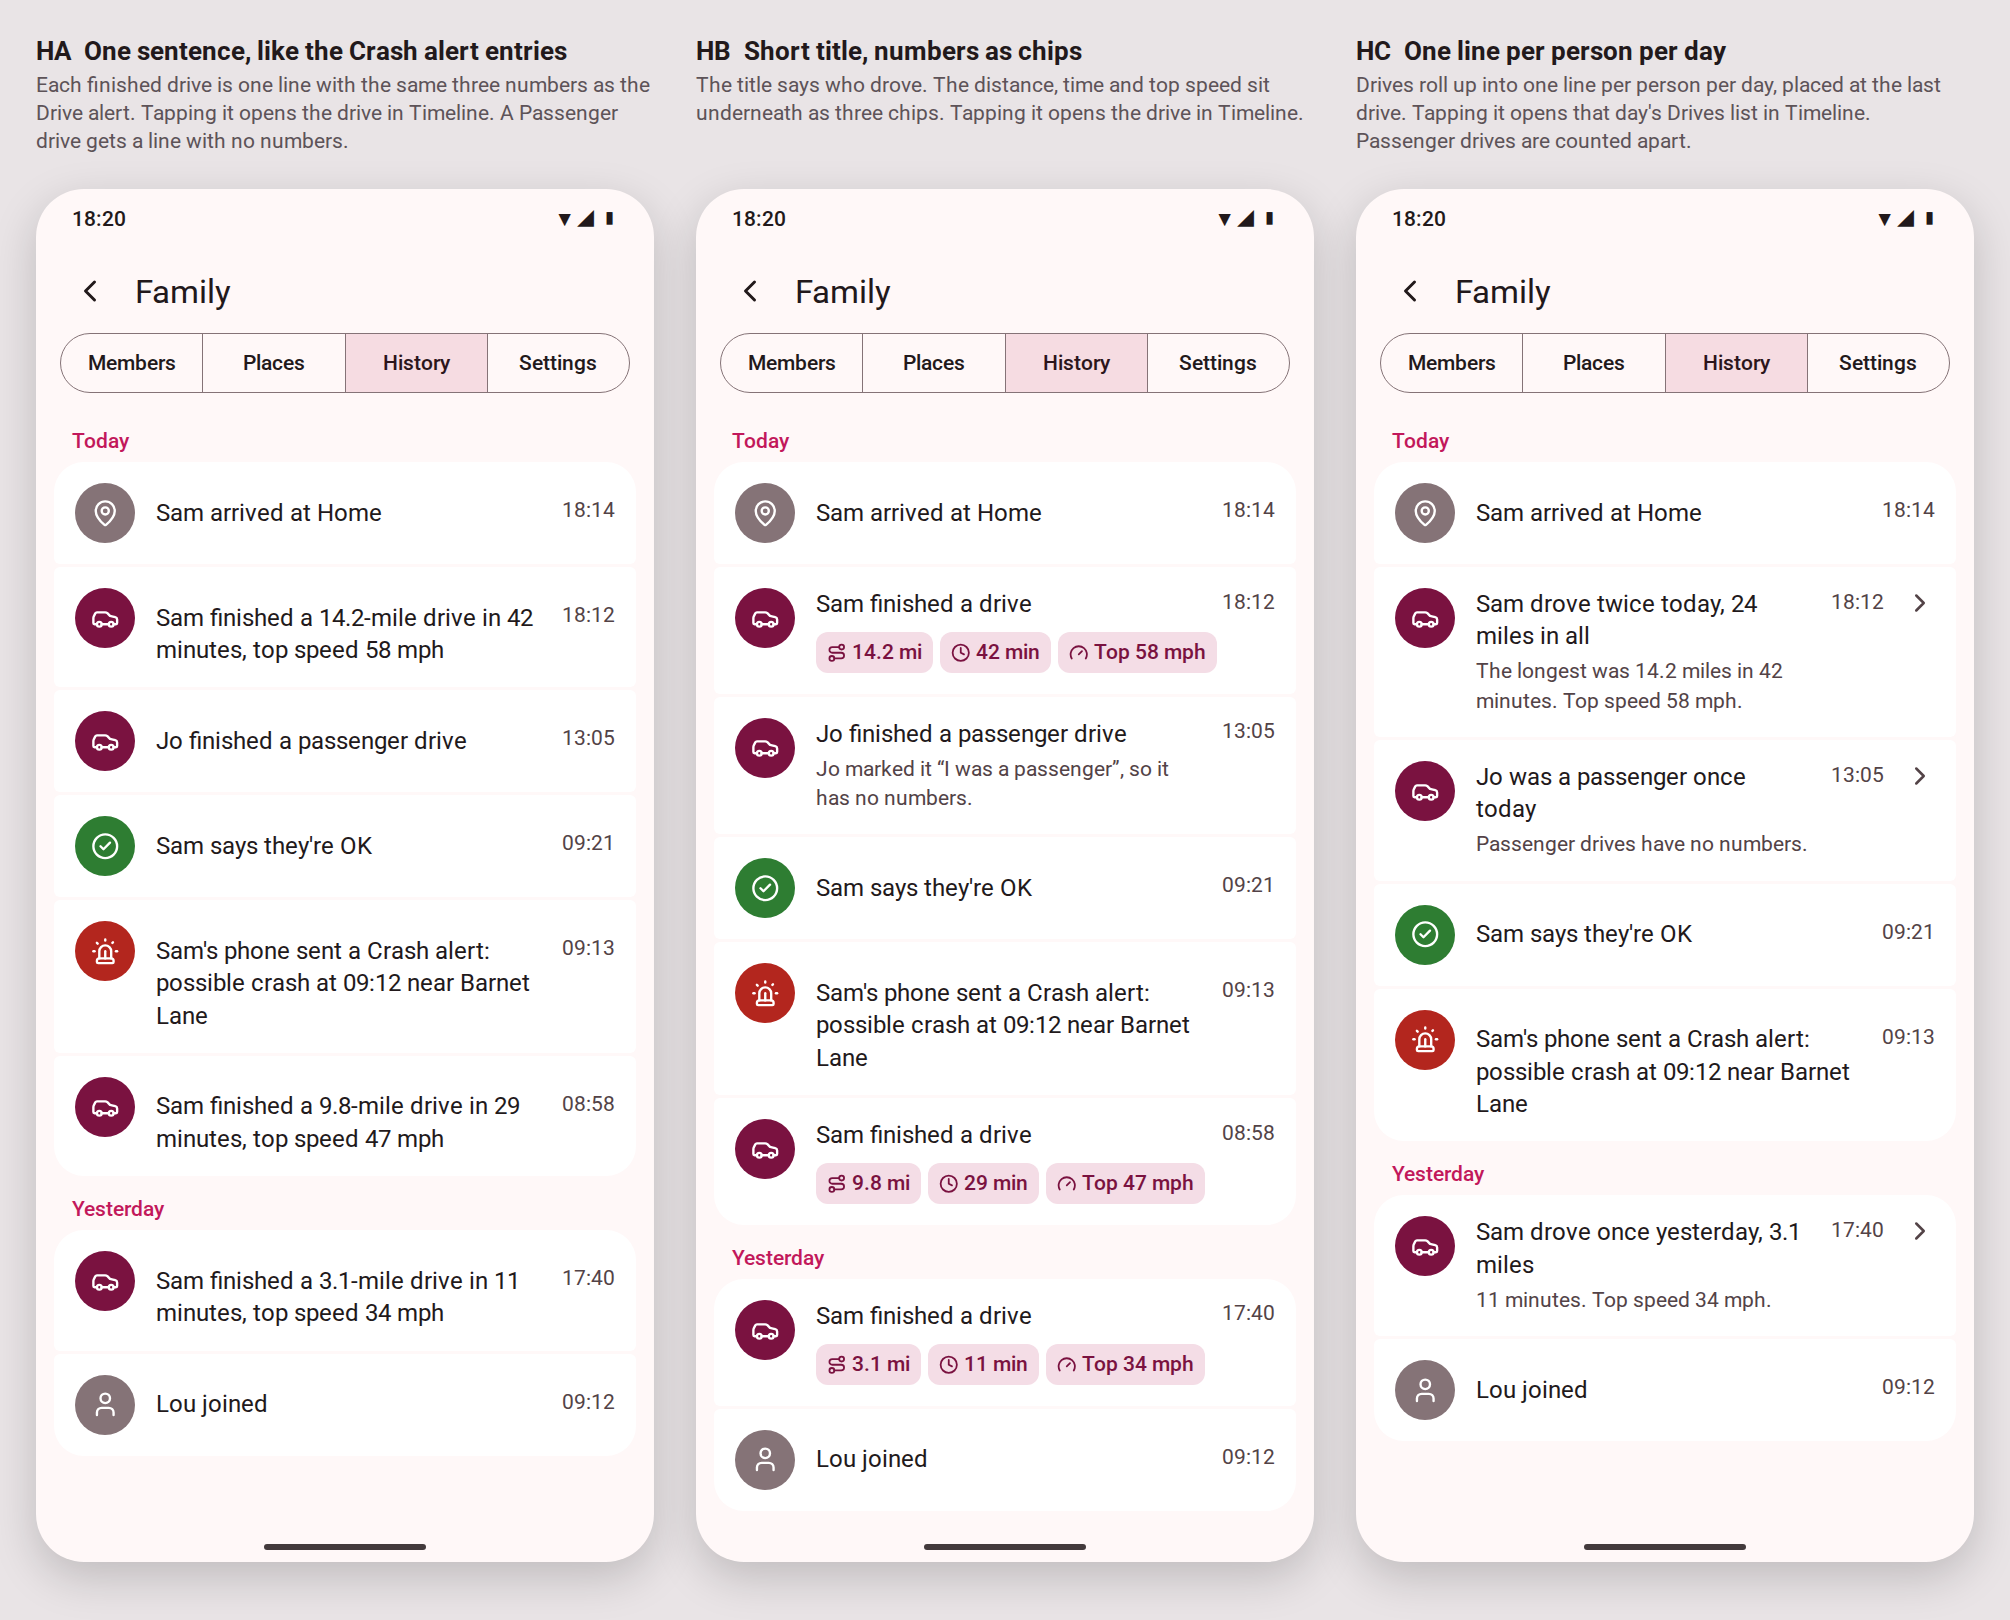 HA One sentence, like the Crash alert entries
Each finished drive is one line with the same three numbers as the
Drive alert. Tapping it opens the drive in Timeline. A Passenger
drive gets a line with no numbers.
18:20
Family
Members
Places
History
Settings
Today
Sam arrived at Home
18:14
Sam finished a 14.2-mile drive in 42
minutes, top speed 58 mph
18:12
Jo finished a passenger drive
13:05
Sam says they're OK
09:21
Sam's phone sent a Crash alert:
possible crash at 09:12 near Barnet
Lane
09:13
Sam finished a 9.8-mile drive in 29
minutes, top speed 47 mph
08:58
Yesterday
Sam finished a 3.1-mile drive in 11
minutes, top speed 34 mph
17:40
Lou joined
09:12
HB Short title, numbers as chips
The title says who drove. The distance, time and top speed sit
underneath as three chips. Tapping it opens the drive in Timeline.
18:20
Family
Members
Places
History
Settings
Today
Sam arrived at Home
18:14
Sam finished a drive
18:12
14.2 mi
42 min
Top 58 mph
Jo finished a passenger drive
13:05
Jo marked it “I was a passenger”, so it
has no numbers.
Sam says they're OK
09:21
Sam's phone sent a Crash alert:
possible crash at 09:12 near Barnet
Lane
09:13
Sam finished a drive
08:58
9.8 mi
29 min
Top 47 mph
Yesterday
Sam finished a drive
17:40
3.1 mi
11 min
Top 34 mph
Lou joined
09:12
HC One line per person per day
Drives roll up into one line per person per day, placed at the last
drive. Tapping it opens that day's Drives list in Timeline.
Passenger drives are counted apart.
18:20
Family
Members
Places
History
Settings
Today
Sam arrived at Home
18:14
Sam drove twice today, 24
miles in all
18:12
The longest was 14.2 miles in 42
minutes. Top speed 58 mph.
Jo was a passenger once
today
13:05
Passenger drives have no numbers.
Sam says they're OK
09:21
Sam's phone sent a Crash alert:
possible crash at 09:12 near Barnet
Lane
09:13
Yesterday
Sam drove once yesterday, 3.1
miles
17:40
11 minutes. Top speed 34 mph.
Lou joined
09:12